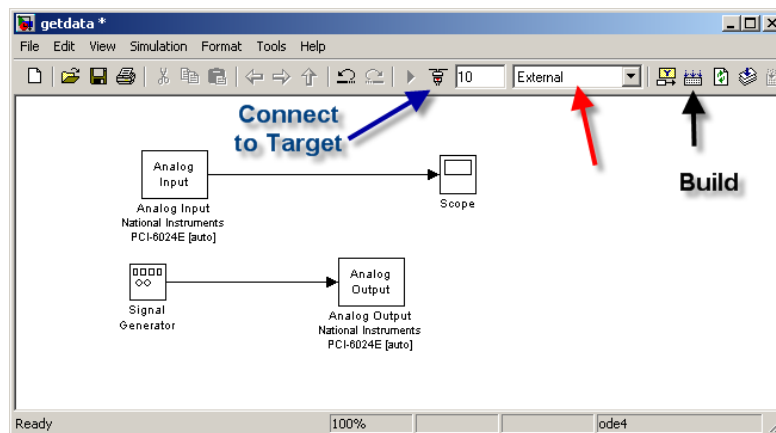 getdata *
File Edit View Simulation Format Tools Help
10
External
Connect
to Target
Build
Analog
Input
Analog Input
National Instruments
PCI-6024E [auto]
Scope
Signal
Generator
Analog
Output
Analog Output
National Instruments
PCI-6024E [auto]
Ready
100%
ode4